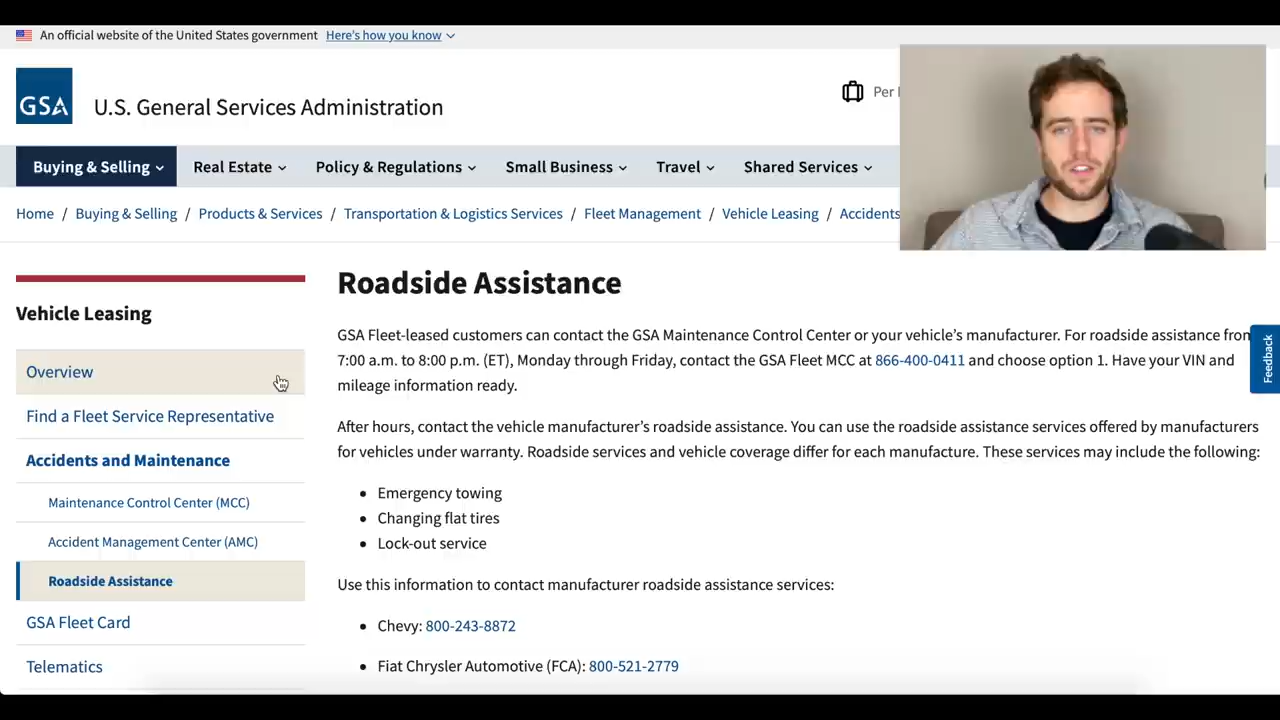 An official website of the United States government Here's how you know
GSA
U.S. General Services Administration
Per
Buying & Selling
Real Estate
Policy & Regulations
Small Business
Travel
Shared Services
Home / Buying & Selling / Products & Services / Transportation & Logistics Services / Fleet Management / Vehicle Leasing / Accidents
Vehicle Leasing
Overview
Find a Fleet Service Representative
Accidents and Maintenance
Maintenance Control Center (MCC)
Accident Management Center (AMC)
Roadside Assistance
GSA Fleet Card
Telematics
Roadside Assistance
GSA Fleet-leased customers can contact the GSA Maintenance Control Center or your vehicle’s manufacturer. For roadside assistance from
7:00 a.m. to 8:00 p.m. (ET), Monday through Friday, contact the GSA Fleet MCC at 866-400-0411 and choose option 1. Have your VIN and
mileage information ready.
After hours, contact the vehicle manufacturer’s roadside assistance. You can use the roadside assistance services offered by manufacturers
for vehicles under warranty. Roadside services and vehicle coverage differ for each manufacture. These services may include the following:
• Emergency towing
• Changing flat tires
• Lock-out service
Use this information to contact manufacturer roadside assistance services:
• Chevy: 800-243-8872
• Fiat Chrysler Automotive (FCA): 800-521-2779
Feedback